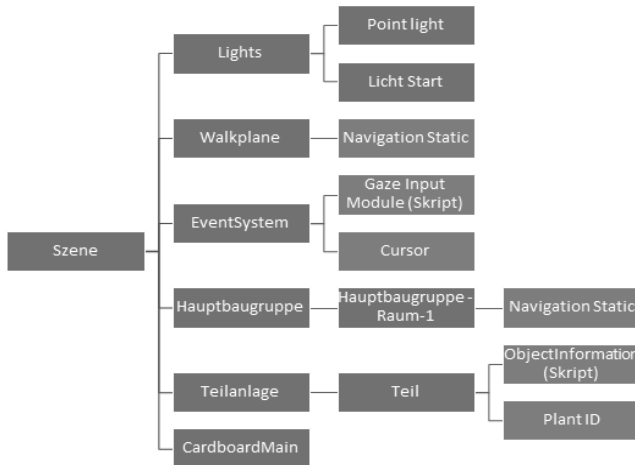 Point light
Lights
Licht Start
Walkplane
Navigation Static
Gaze Input
Module (Skript)
EventSystem
Cursor
Szene
Hauptbaugruppe
Hauptbaugruppe -
Raum-1
Navigation Static
ObjectInformation
(Skript)
Teilanlage
Teil
Plant ID
CardboardMain